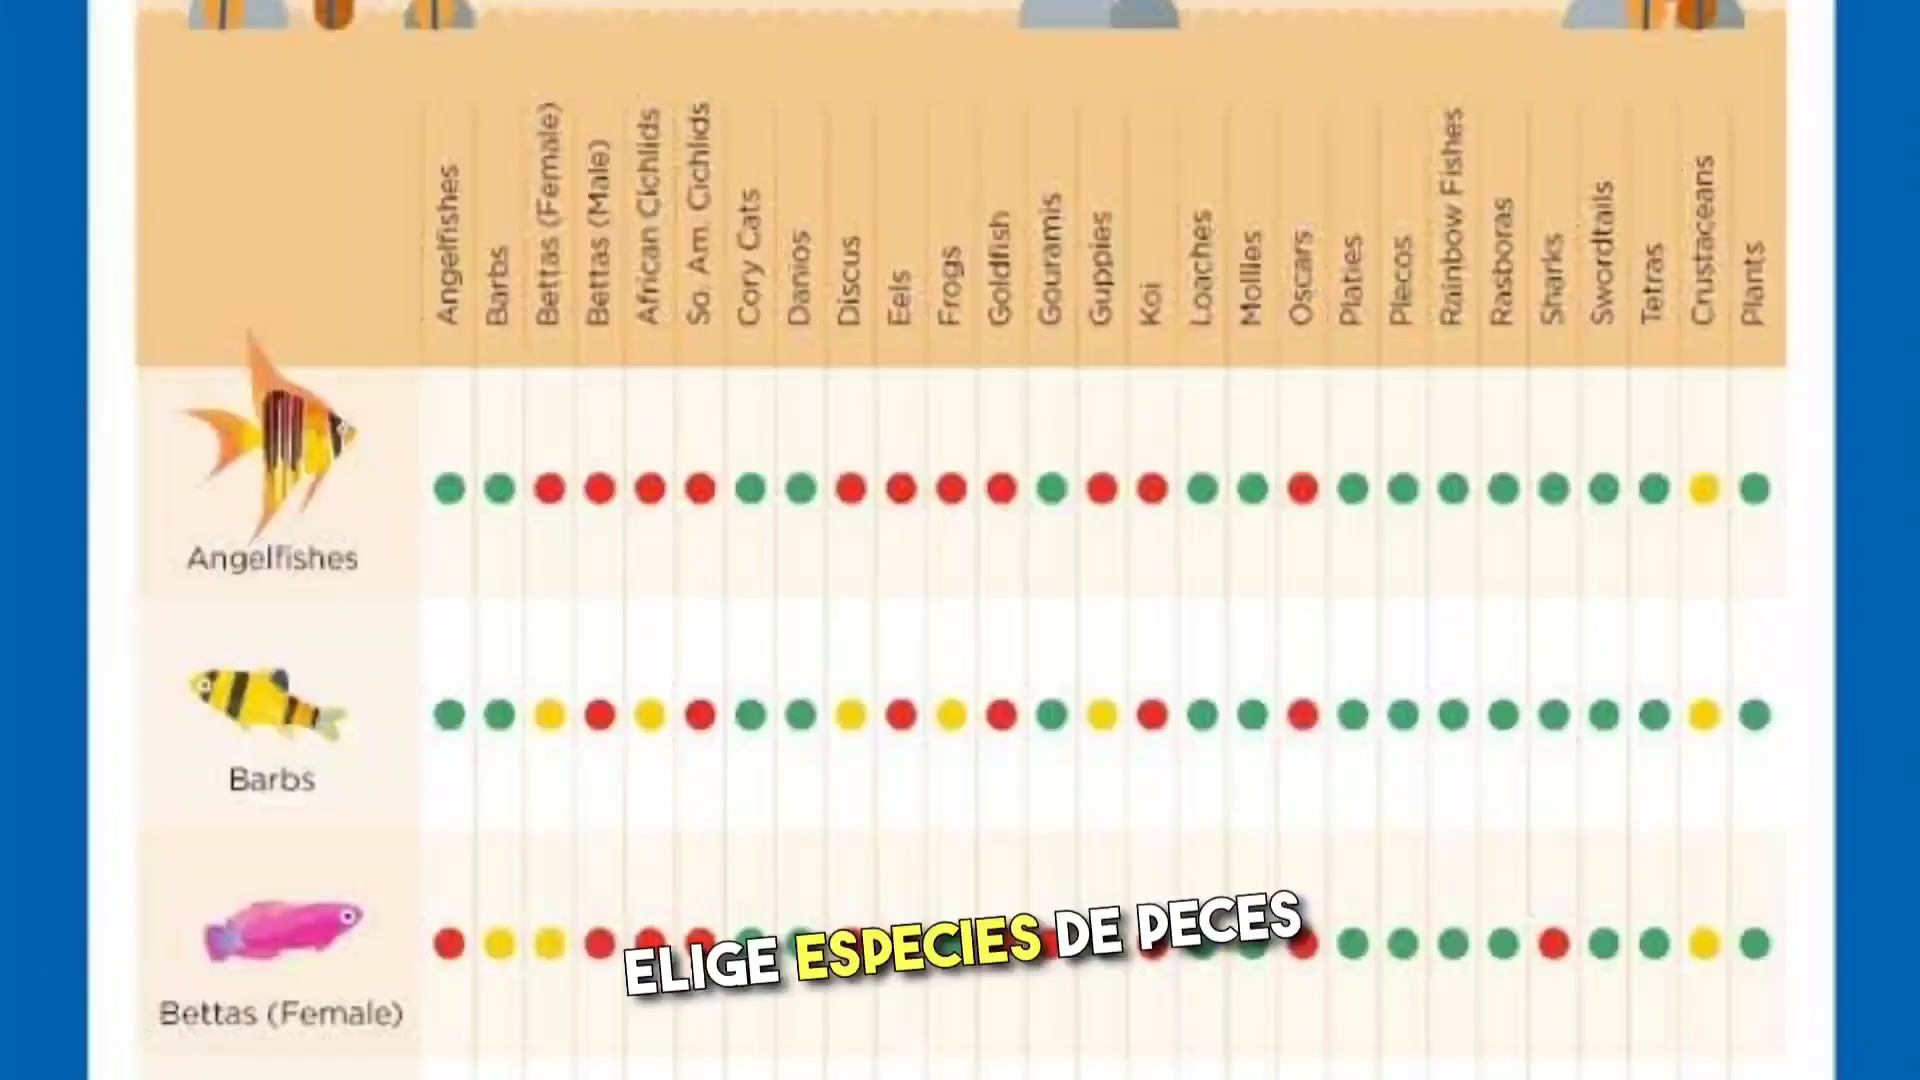 Angelfishes
Barbs
Bettas (Female)
Bettas (Male)
African Cichlids
So. Am. Cichlids
Cory Cats
Danios
Discus
Eels
Frogs
Goldfish
Gouramis
Guppies
Koi
Loaches
Mollies
Oscars
Platies
Plecos
Rainbow Fishes
Rasboras
Sharks
Swordtails
Tetras
Crustaceans
Plants
Angelfishes
Barbs
Bettas (Female)
ELIGE ESPECIES DE PECES